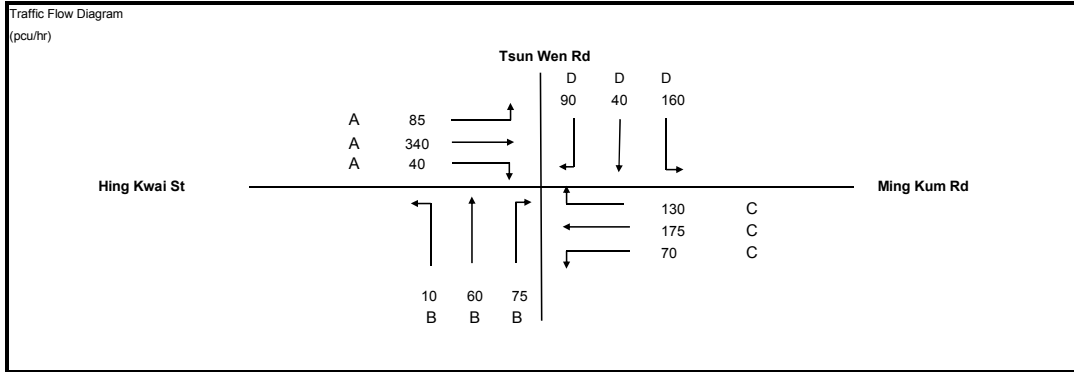 Traffic Flow Diagram
(pcu/hr)
Tsun Wen Rd
D D D
90 40 160
A 85
A 340
A 40
Hing Kwai St Ming Kum Rd
130 C
175 C
70 C
10 60 75
B B B